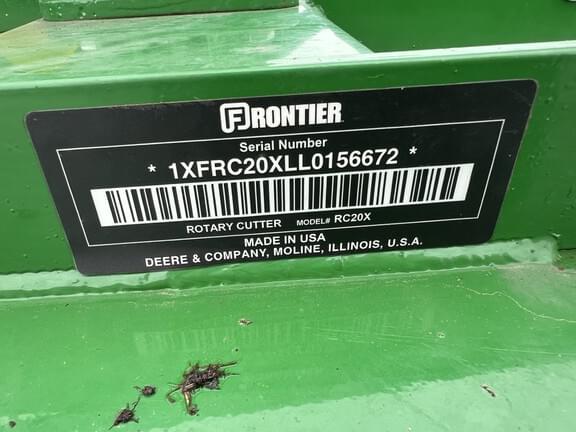 FRONTIER
Serial Number
* 1XFRC20XLL0156672 *
ROTARY CUTTER MODEL# RC20X
MADE IN USA
DEERE & COMPANY, MOLINE, ILLINOIS, U.S.A.